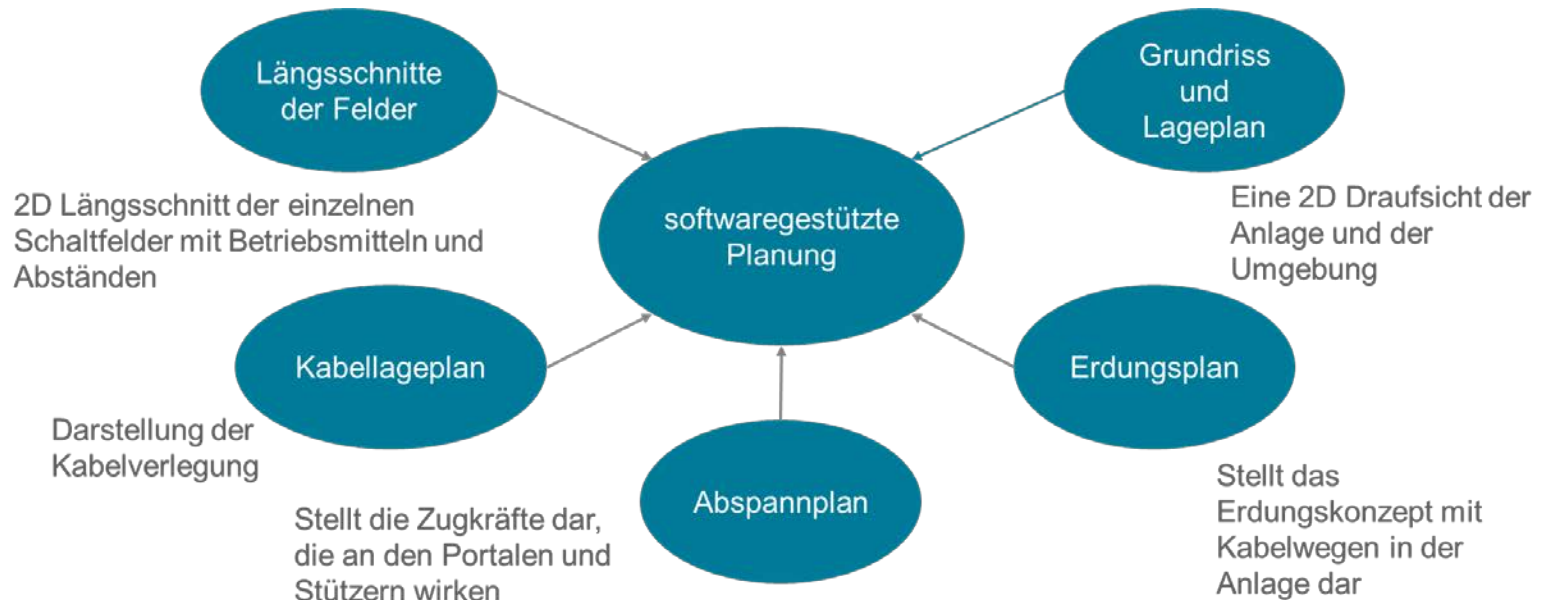 Längsschnitte
der Felder
2D Längsschnitt der einzelnen
Schaltfelder mit Betriebsmitteln und
Abständen
Grundriss
und
Lageplan
Eine 2D Draufsicht der
Anlage und der
Umgebung
softwaregestützte
Planung
Kabellageplan
Darstellung der
Kabelverlegung
Abspannplan
Stellt die Zugkräfte dar,
die an den Portalen und
Stützern wirken
Erdungsplan
Stellt das
Erdungskonzept mit
Kabelwegen in der
Anlage dar